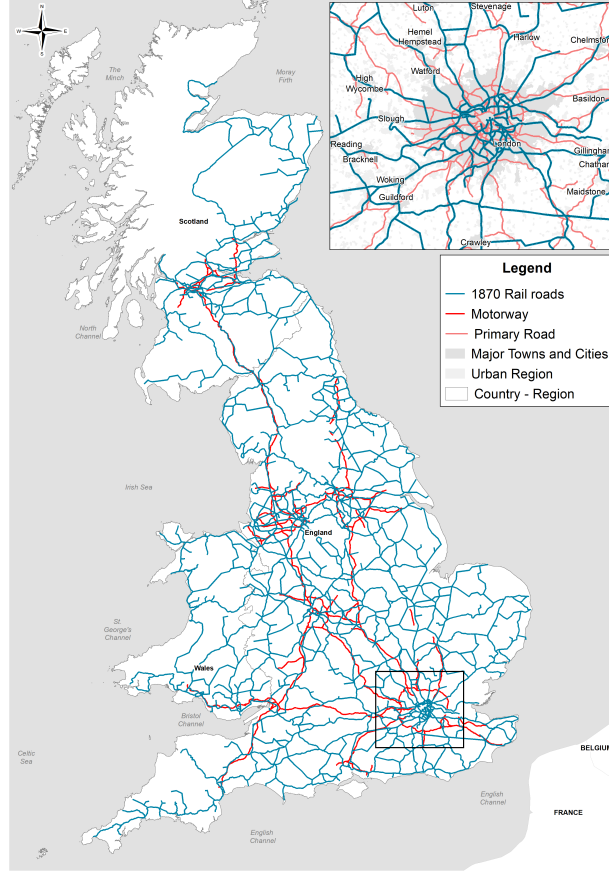 N
W
E
S
The
Minch
Moray
Firth
Luton
Stevenage
Hemel
Hempstead
Harlow
Chelmsfor
Watford
High
Wycombe
Basildon
Slough
London
Reading
Bracknell
Gillingham
Chatha
Woking
Guildford
Maidstone
Crawley
Scotland
Legend
1870 Rail roads
Motorway
Primary Road
Major Towns and Cities
Urban Region
Country - Region
North
Channel
Irish Sea
England
St.
George's
Channel
Wales
Bristol
Channel
Celtic
Sea
BELGIUM
English
Channel
FRANCE
English
Channel